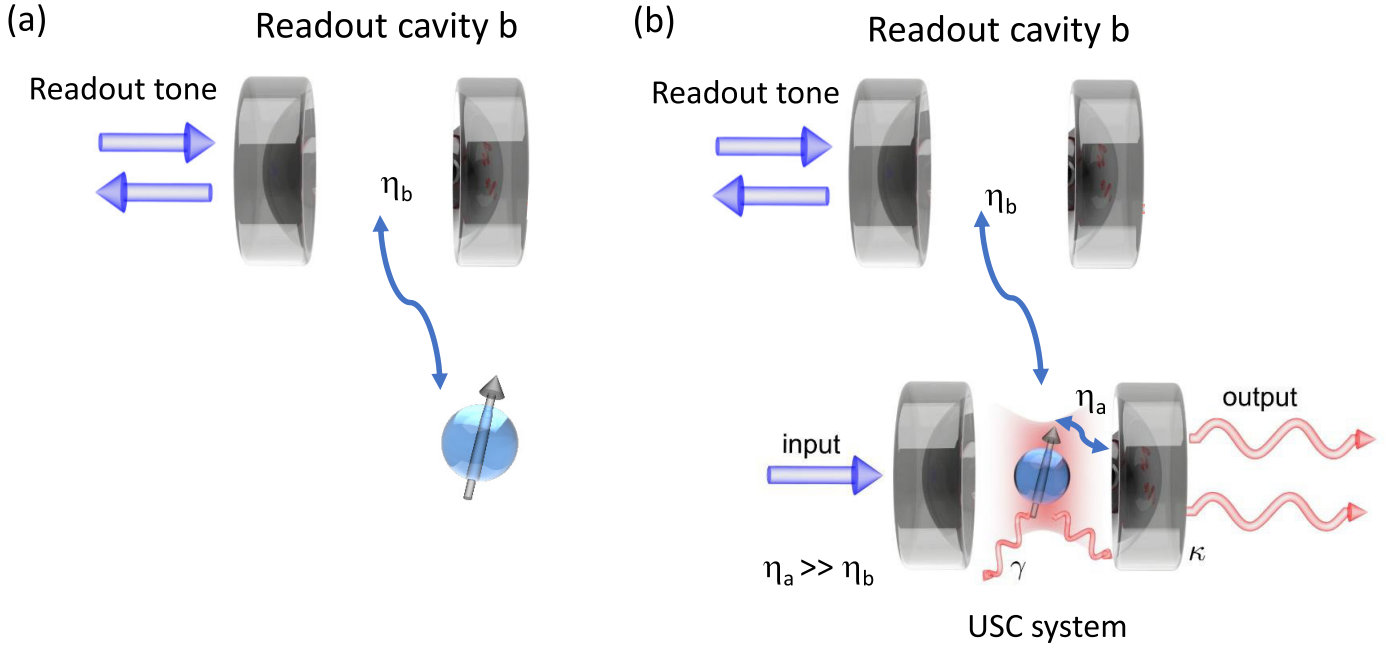 (a)
Readout cavity b
Readout tone
ηb
(b)
Readout cavity b
Readout tone
ηb
ηa
output
input
ηa >> ηb
γ
κ
USC system